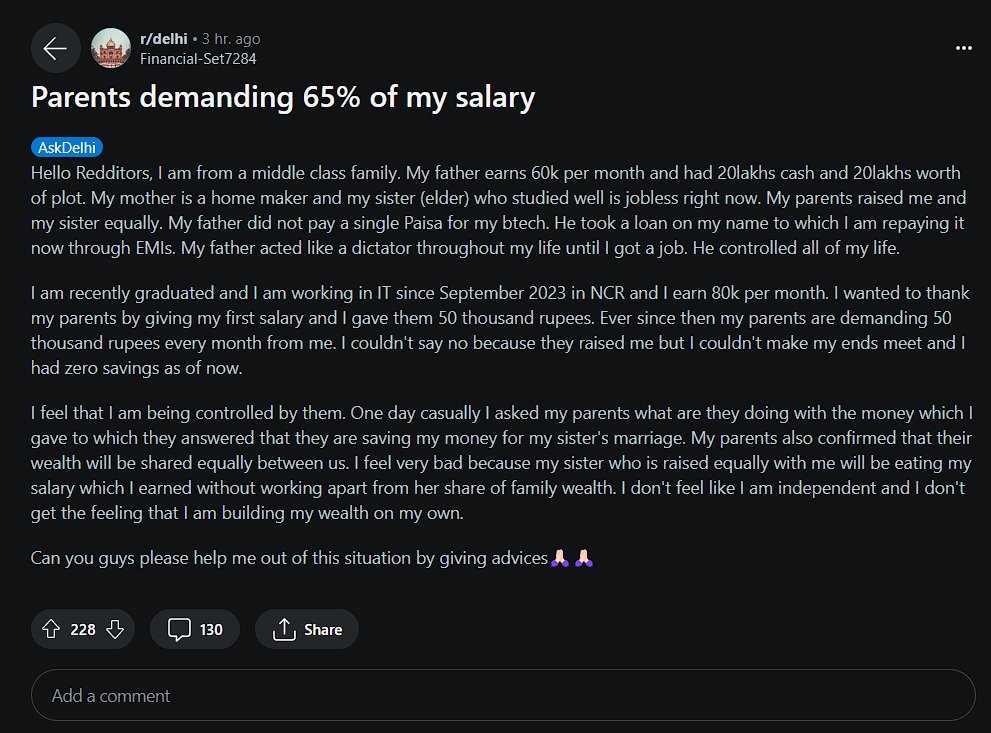 r/delhi • 3 hr. ago
Financial-Set7284
Parents demanding 65% of my salary
AskDelhi
Hello Redditors, I am from a middle class family. My father earns 60k per month and had 20lakhs cash and 20lakhs worth
of plot. My mother is a home maker and my sister (elder) who studied well is jobless right now. My parents raised me and
my sister equally. My father did not pay a single Paisa for my btech. He took a loan on my name to which I am repaying it
now through EMIs. My father acted like a dictator throughout my life until I got a job. He controlled all of my life.
I am recently graduated and I am working in IT since September 2023 in NCR and I earn 80k per month. I wanted to thank
my parents by giving my first salary and I gave them 50 thousand rupees. Ever since then my parents are demanding 50
thousand rupees every month from me. I couldn't say no because they raised me but I couldn't make my ends meet and I
had zero savings as of now.
I feel that I am being controlled by them. One day casually I asked my parents what are they doing with the money which I
gave to which they answered that they are saving my money for my sister's marriage. My parents also confirmed that their
wealth will be shared equally between us. I feel very bad because my sister who is raised equally with me will be eating my
salary which I earned without working apart from her share of family wealth. I don't feel like I am independent and I don't
get the feeling that I am building my wealth on my own.
Can you guys please help me out of this situation by giving advices🙏🏻🙏🏻
228
130
Share
Add a comment